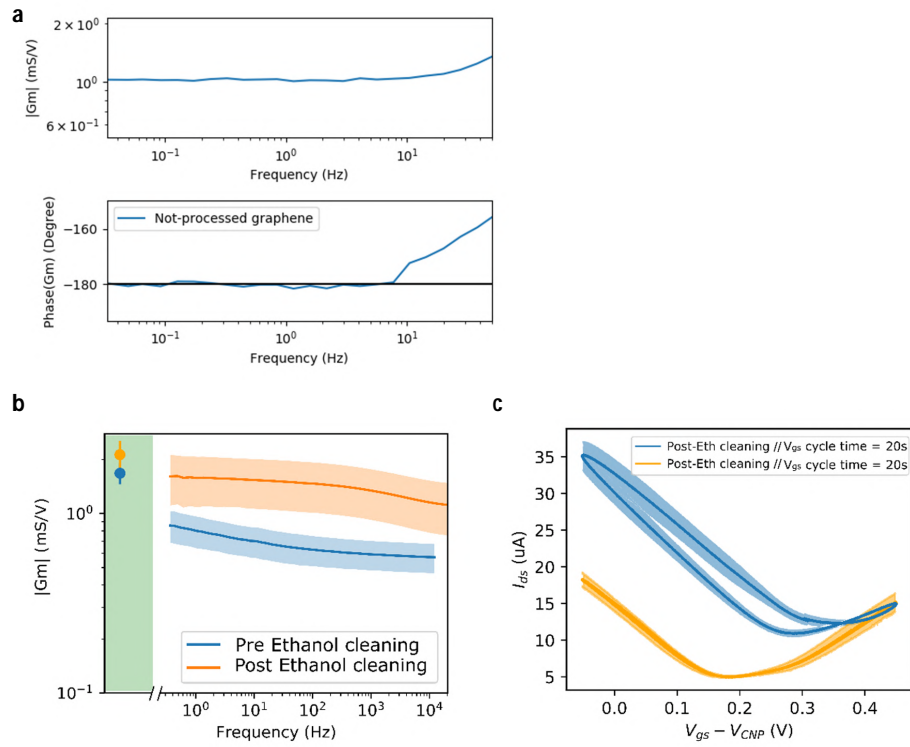 a
2 × 10⁰
10⁰
6 × 10⁻¹
|Gm| (mS/V)
10⁻¹ 10⁰ 10¹
Frequency (Hz)
Not-processed graphene
−160
−180
Phase(Gm) (Degree)
10⁻¹ 10⁰ 10¹
Frequency (Hz)
b
10⁰
10⁻¹
|Gm| (mS/V)
Pre Ethanol cleaning
Post Ethanol cleaning
10⁰ 10¹ 10² 10³ 10⁴
Frequency (Hz)
c
Post-Eth cleaning // Vgs cycle time = 20s
Post-Eth cleaning // Vgs cycle time = 20s
35
30
25
20
15
10
5
Ids (uA)
0.0 0.1 0.2 0.3 0.4
Vgs − VCNP (V)